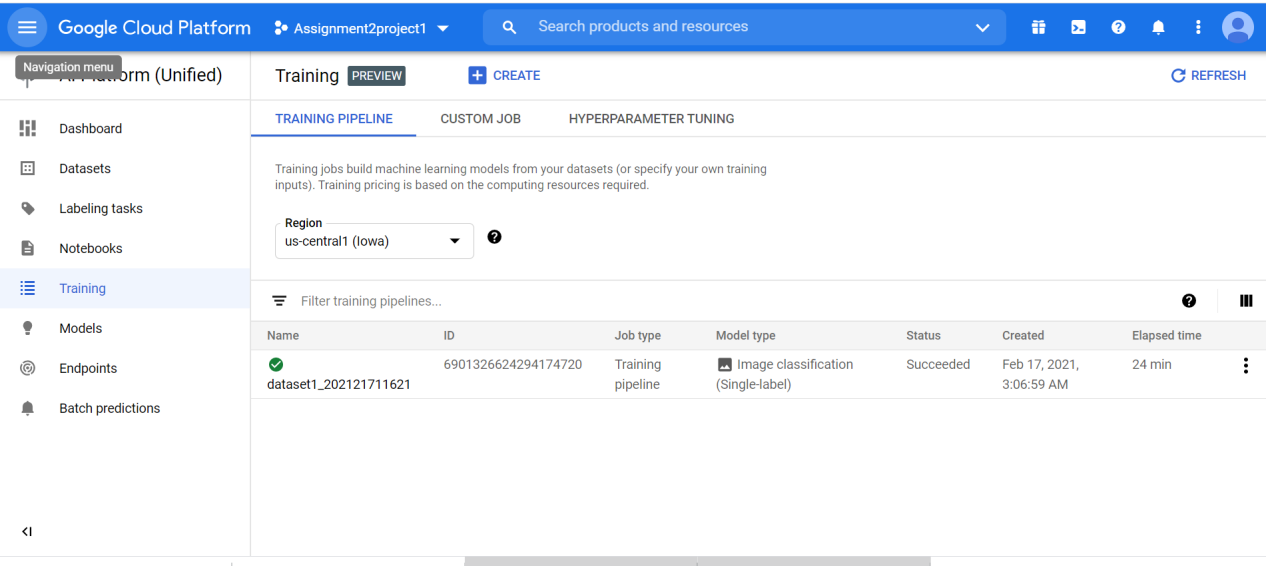 Google Cloud Platform
Assignment2project1
Search products and resources
Navigation menu
AI Platform (Unified)
Training
PREVIEW
CREATE
REFRESH
Dashboard
Datasets
Labeling tasks
Notebooks
Training
Models
Endpoints
Batch predictions
TRAINING PIPELINE
CUSTOM JOB
HYPERPARAMETER TUNING
Training jobs build machine learning models from your datasets (or specify your own training
inputs). Training pricing is based on the computing resources required.
Region
us-central1 (Iowa)
Filter training pipelines...
Name ID Job type Model type Status Created Elapsed time
dataset1_202121711621
6901326624294174720
Training
pipeline
Image classification
(Single-label)
Succeeded
Feb 17, 2021,
3:06:59 AM
24 min